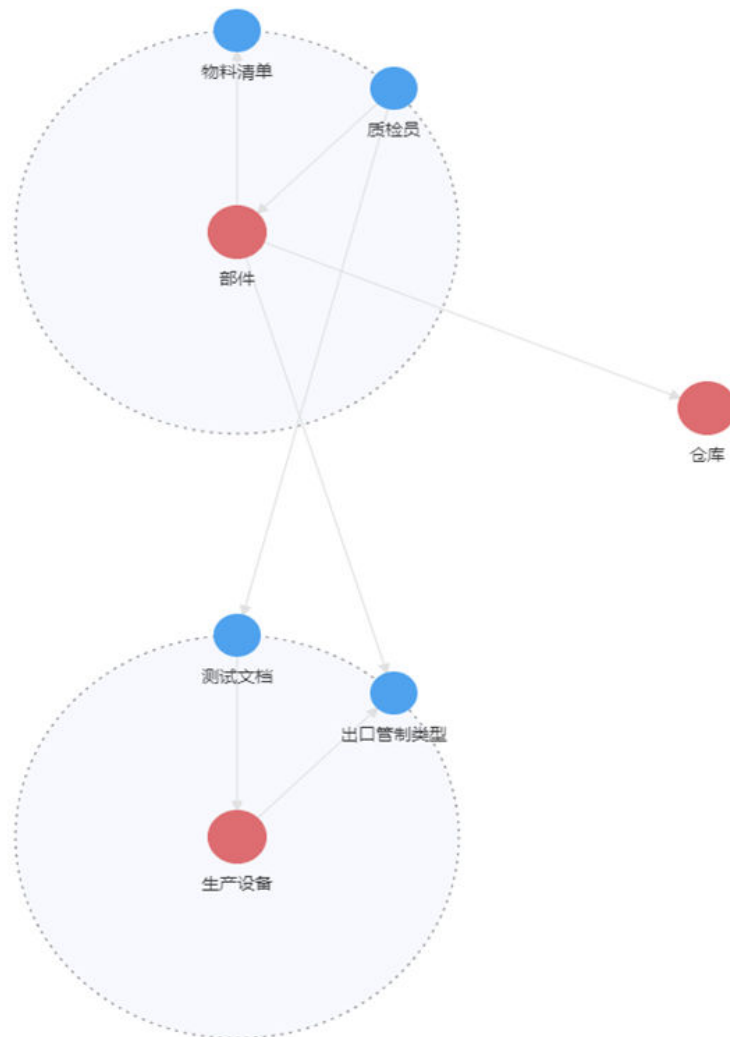 物料清单
质检员
部件
仓库
测试文档
出口管制类型
生产设备